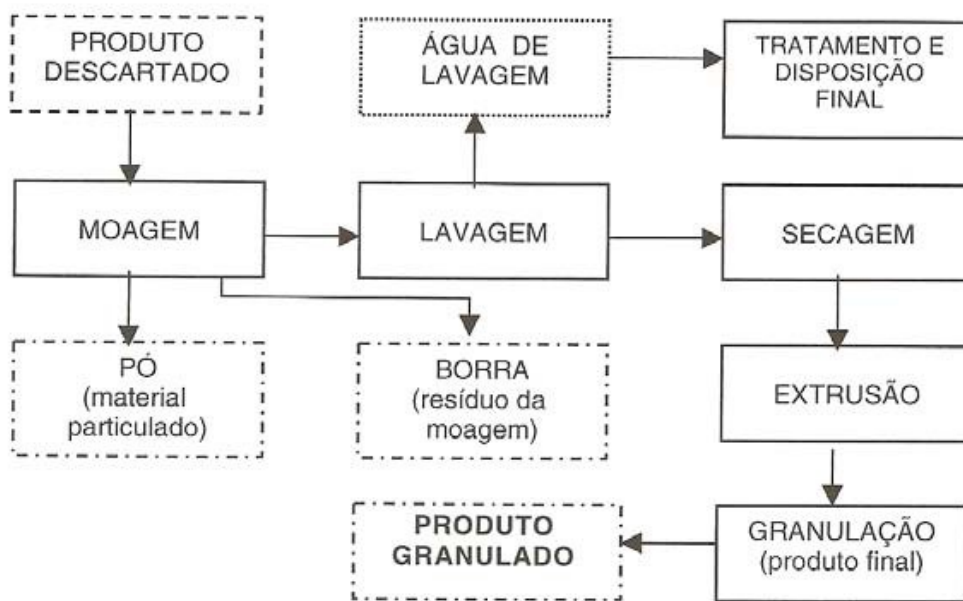 PRODUTO
DESCARTADO
ÁGUA DE
LAVAGEM
TRATAMENTO E
DISPOSIÇÃO
FINAL
MOAGEM
LAVAGEM
SECAGEM
PÓ
(material
particulado)
BORRA
(resíduo da
moagem)
EXTRUSÃO
PRODUTO
GRANULADO
GRANULAÇÃO
(produto final)